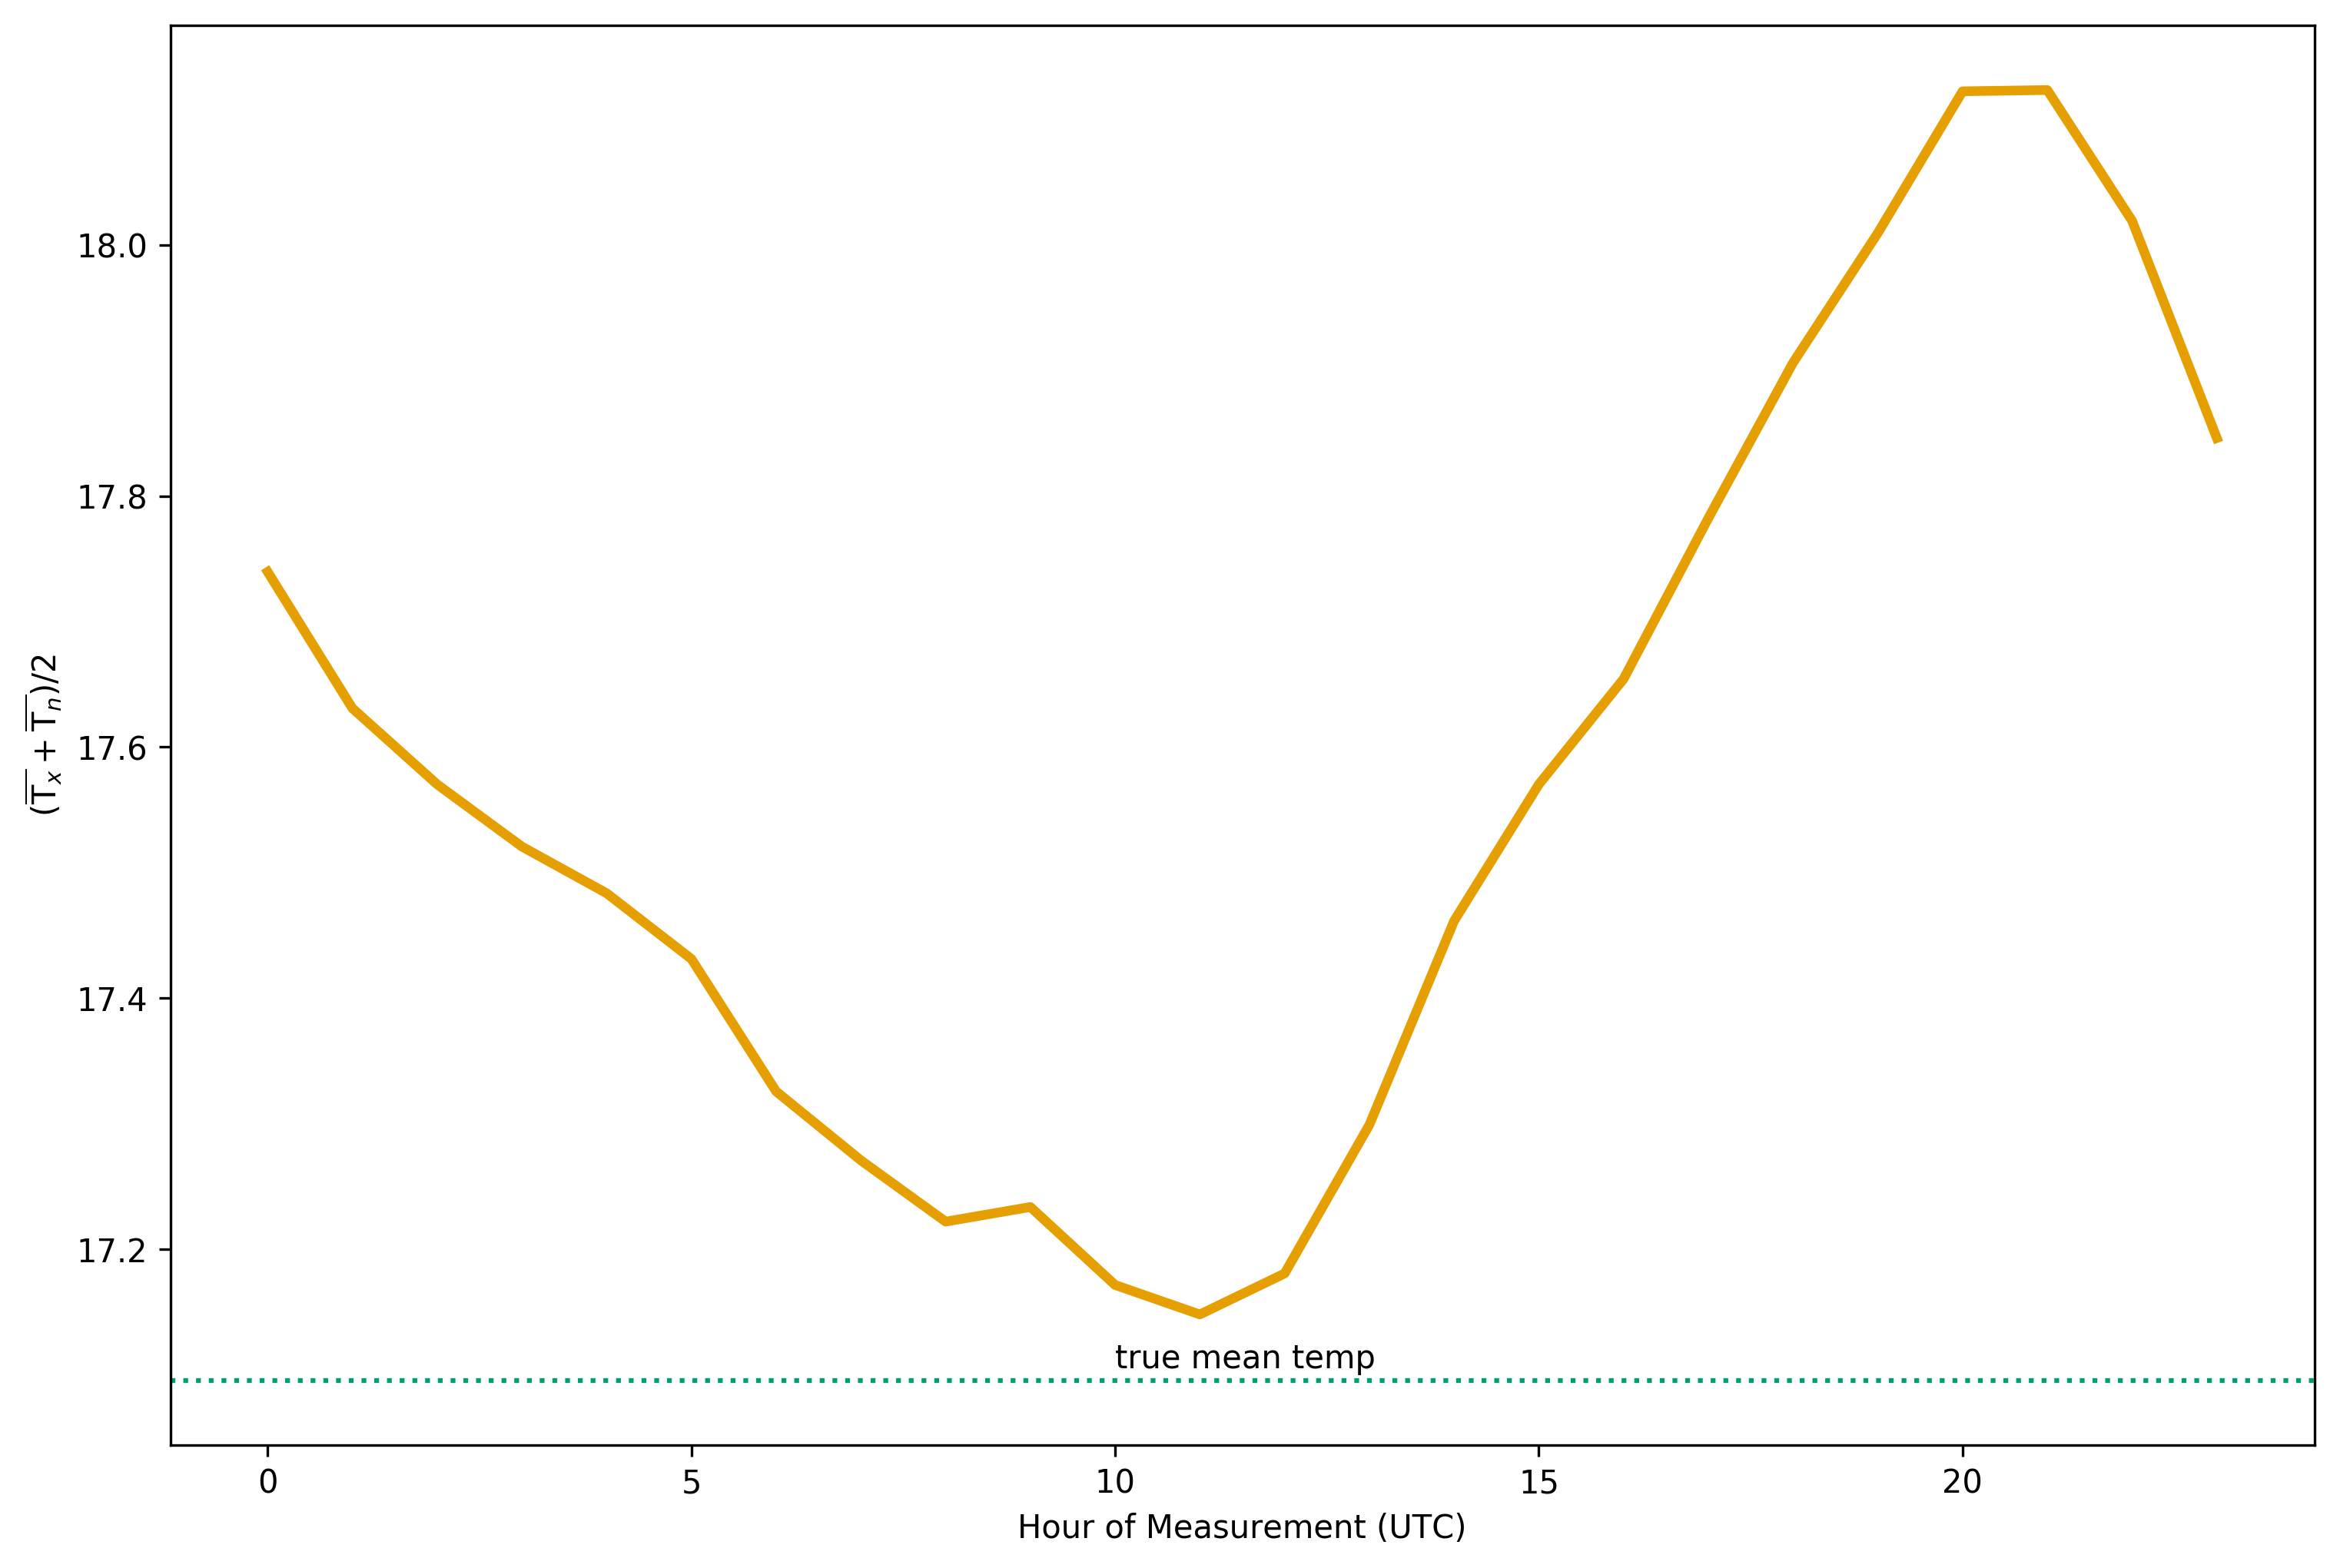 18.0
17.8
17.6
17.4
17.2
(T̅ₓ + T̅ₙ)/2
true mean temp
0 5 10 15 20
Hour of Measurement (UTC)